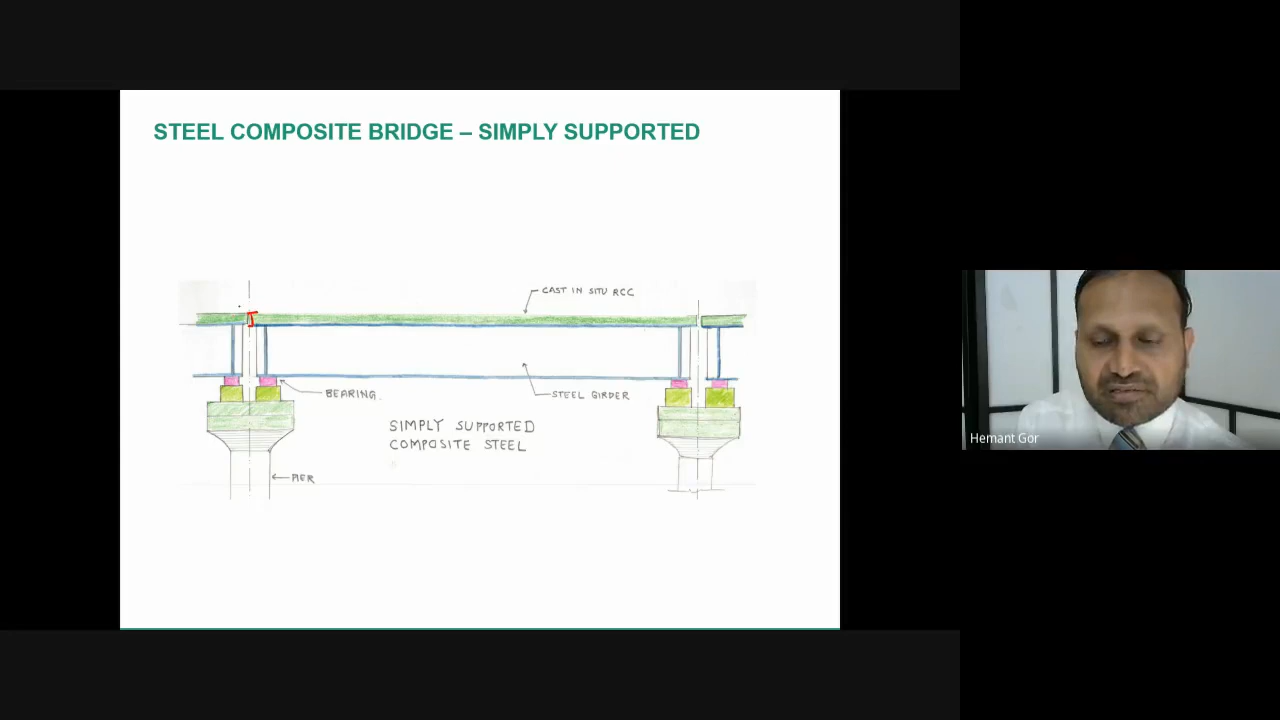 STEEL COMPOSITE BRIDGE – SIMPLY SUPPORTED
CAST IN SITU RCC
BEARING.
STEEL GIRDER
SIMPLY SUPPORTED
COMPOSITE STEEL
PIER
Hemant Gor